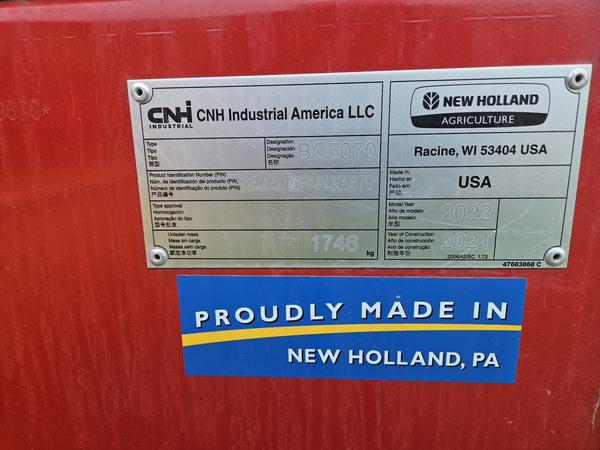 CNH INDUSTRIAL
CNH Industrial America LLC
Type
Tipo
Tipo
类型
Designation
Designación
Designação
名称
BC5070
Product Identification Number (PIN)
Núm. de identificación del producto (PIN)
Número de Identificação do produto (PIN)
产品编号
Type approval
Homologación
Aprovação do tipo
型号批准
Unladen mass
Masa sin carga
Massa sem carga
额定净功率
1746 kg
NEW HOLLAND
AGRICULTURE
Racine, WI 53404 USA
Made in:
Hecho en:
Feito em:
产地
USA
Model Year
Año de modelo
Ano modelo
年型
2022
Year of Construction
Año de construcción
Ano de construção
制造年份
2021
2006/42/EC 1.7.3
47663868 C
PROUDLY MADE IN
NEW HOLLAND, PA